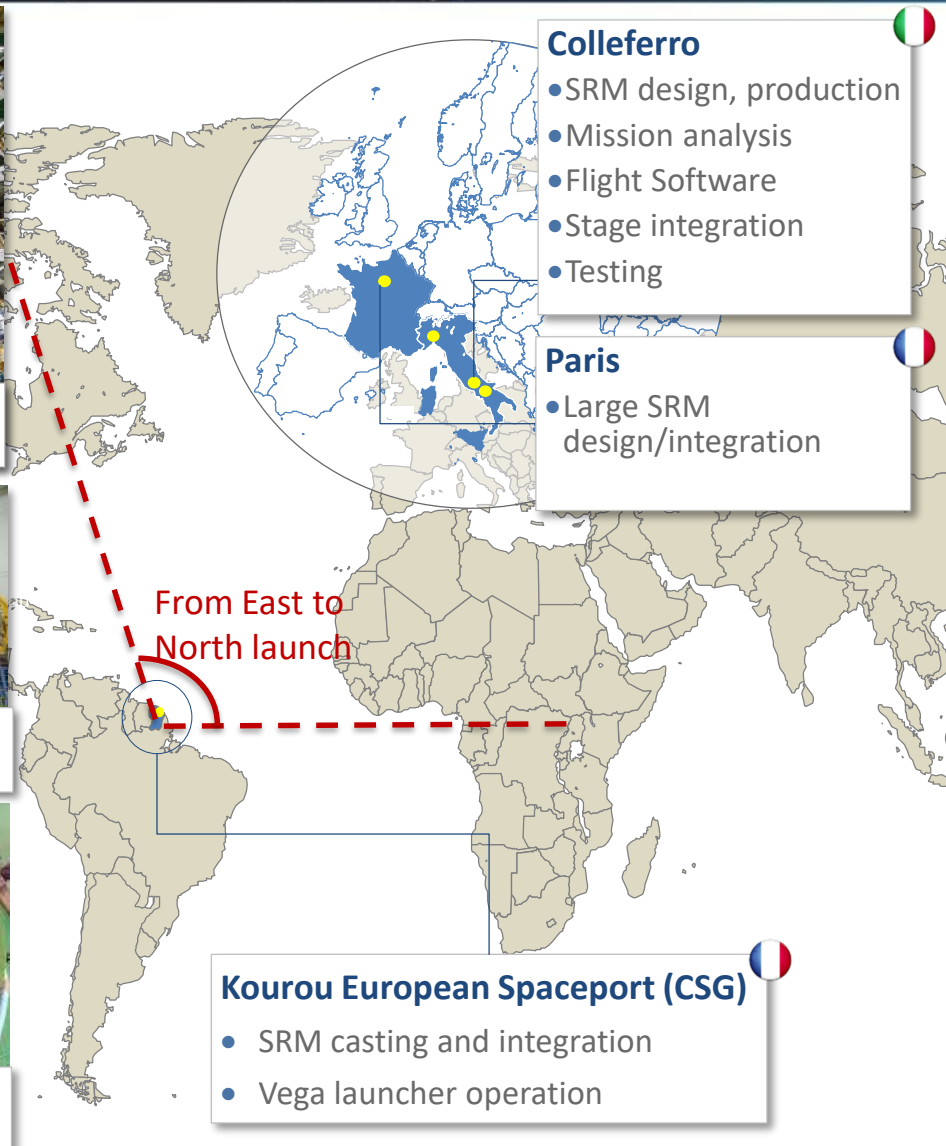 Colleferro
• SRM design, production
• Mission analysis
• Flight Software
• Stage integration
• Testing
Paris
• Large SRM
design/integration
From East to
North launch
Kourou European Spaceport (CSG)
• SRM casting and integration
• Vega launcher operation